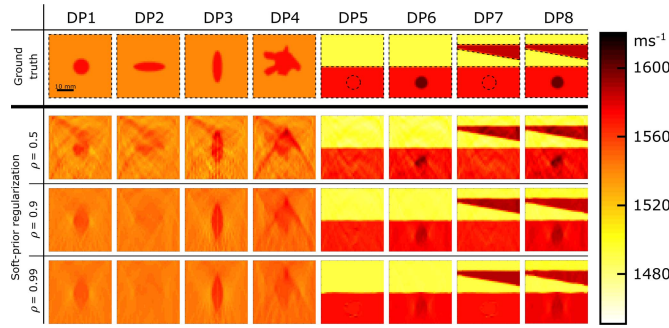 DP1 DP2 DP3 DP4 DP5 DP6 DP7 DP8
Ground
truth
10 mm
Soft-prior regularization
ρ = 0.5
ρ = 0.9
ρ = 0.99
ms⁻¹
1600
1560
1520
1480